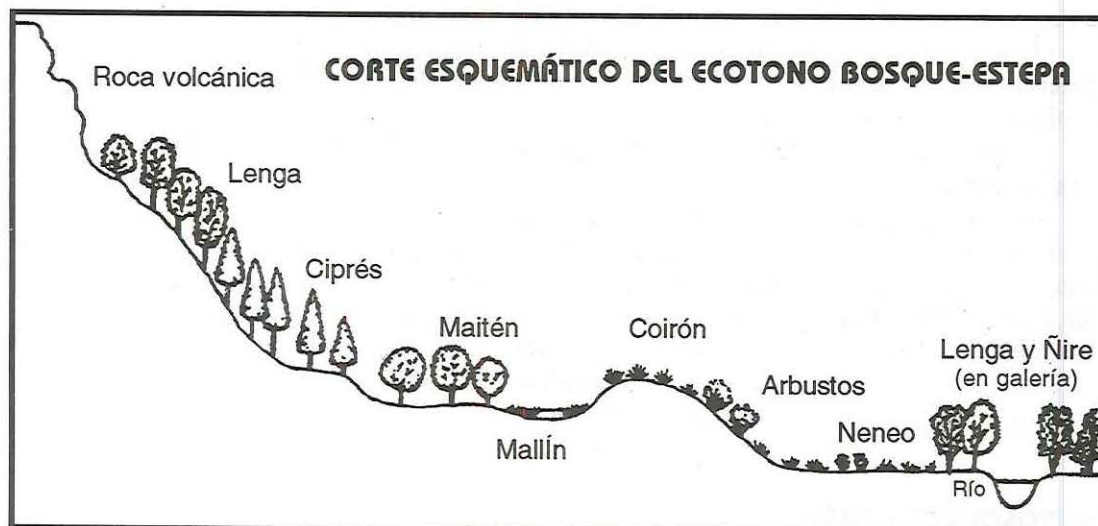 CORTE ESQUEMÁTICO DEL ECOTONO BOSQUE-ESTEPA
Roca volcánica
Lenga
Ciprés
Maitén
Mallín
Coirón
Arbustos
Neneo
Lenga y Ñire
(en galería)
Río